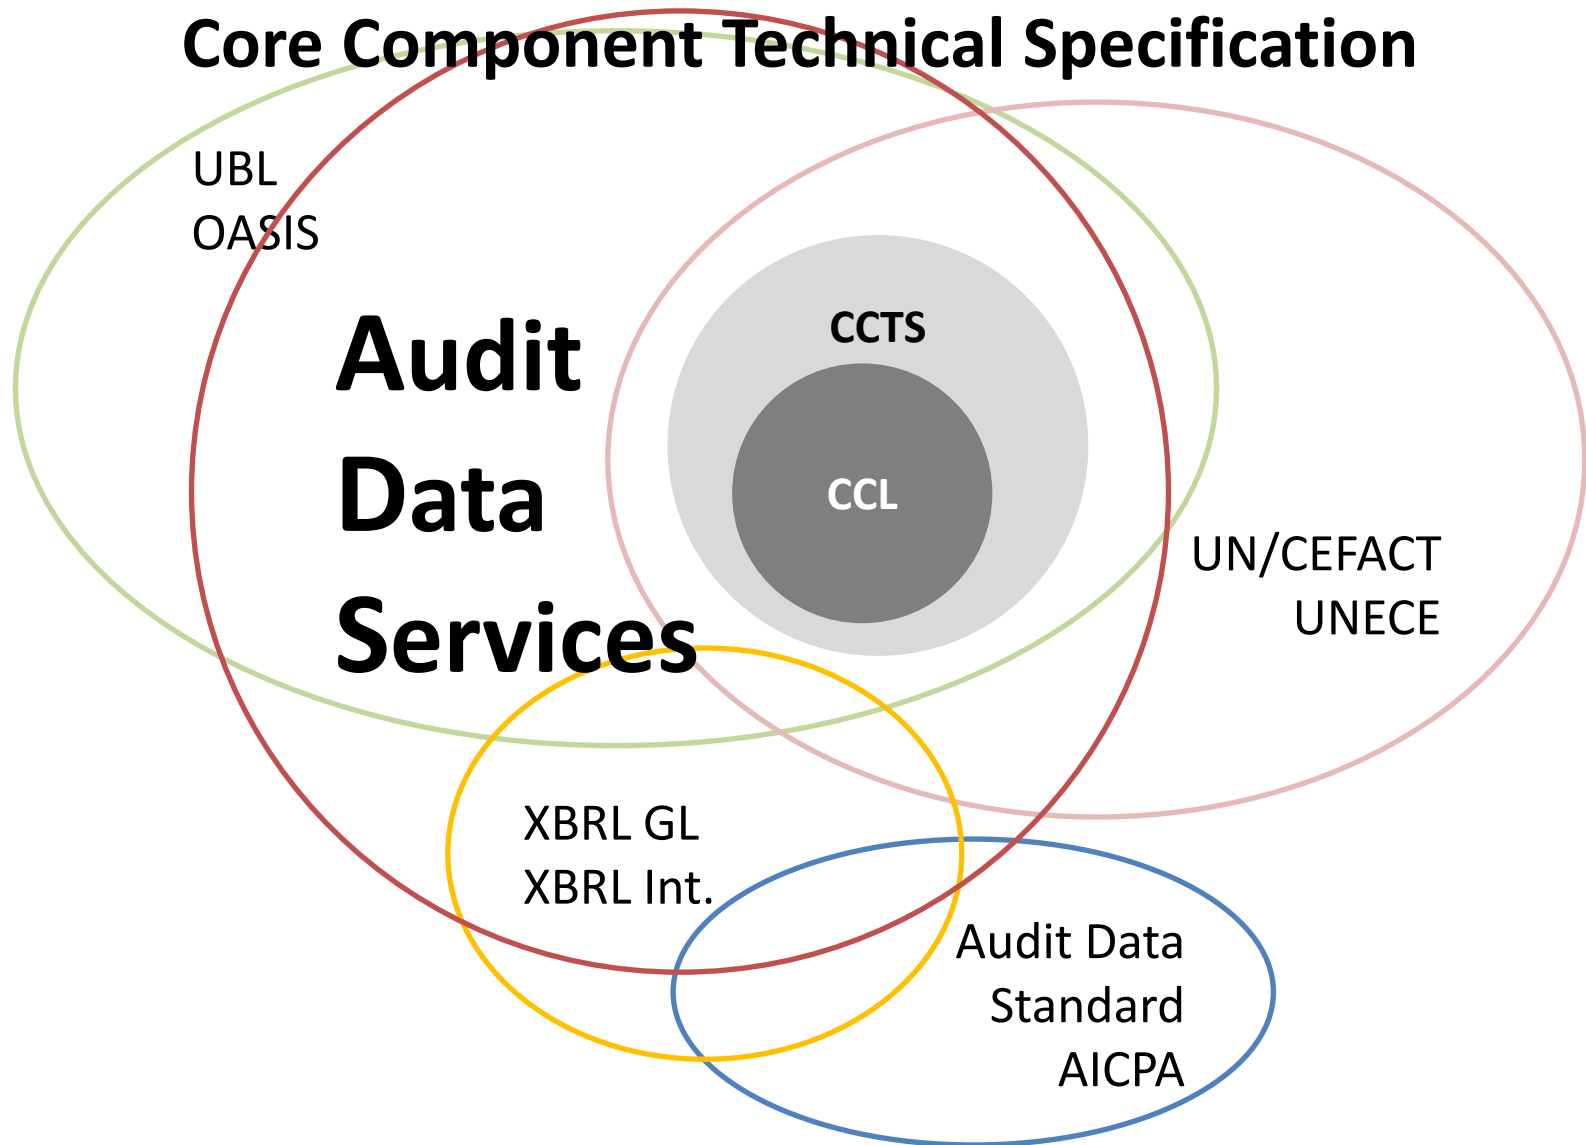 Core Component Technical Specification
UBL
OASIS
Audit
Data
Services
CCTS
CCL
UN/CEFACT
UNECE
XBRL GL
XBRL Int.
Audit Data
Standard
AICPA